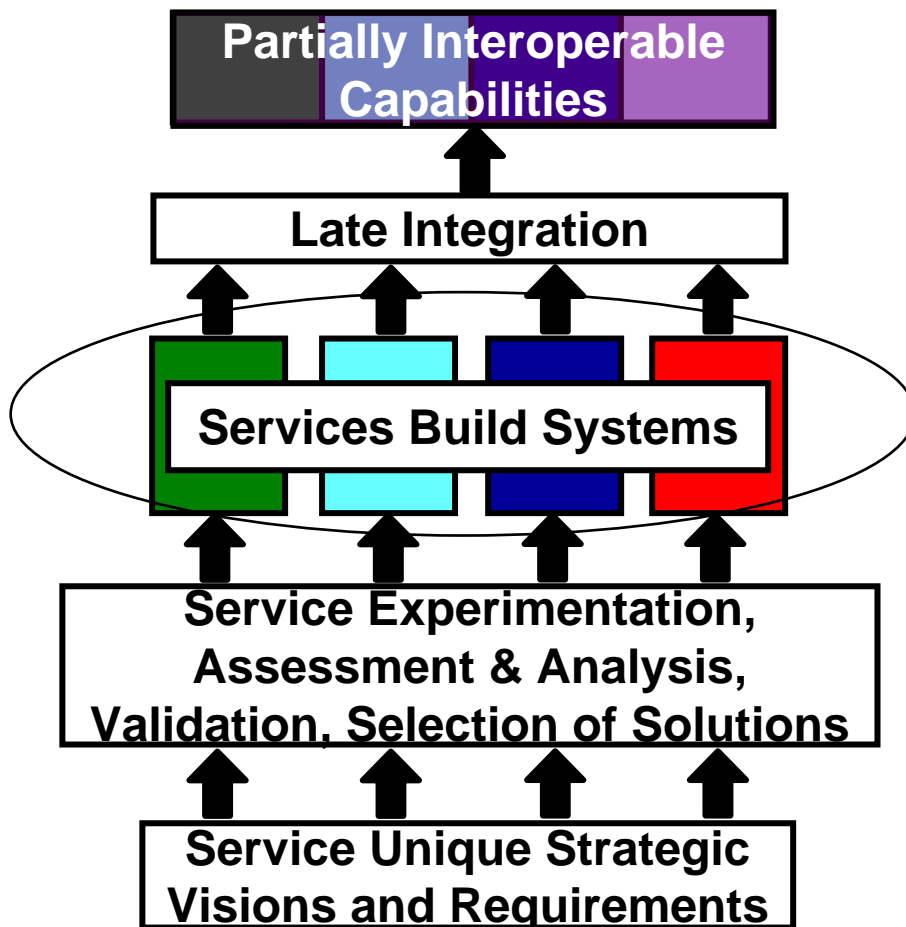 Partially Interoperable
Capabilities
Late Integration
Services Build Systems
Service Experimentation,
Assessment & Analysis,
Validation, Selection of Solutions
Service Unique Strategic
Visions and Requirements